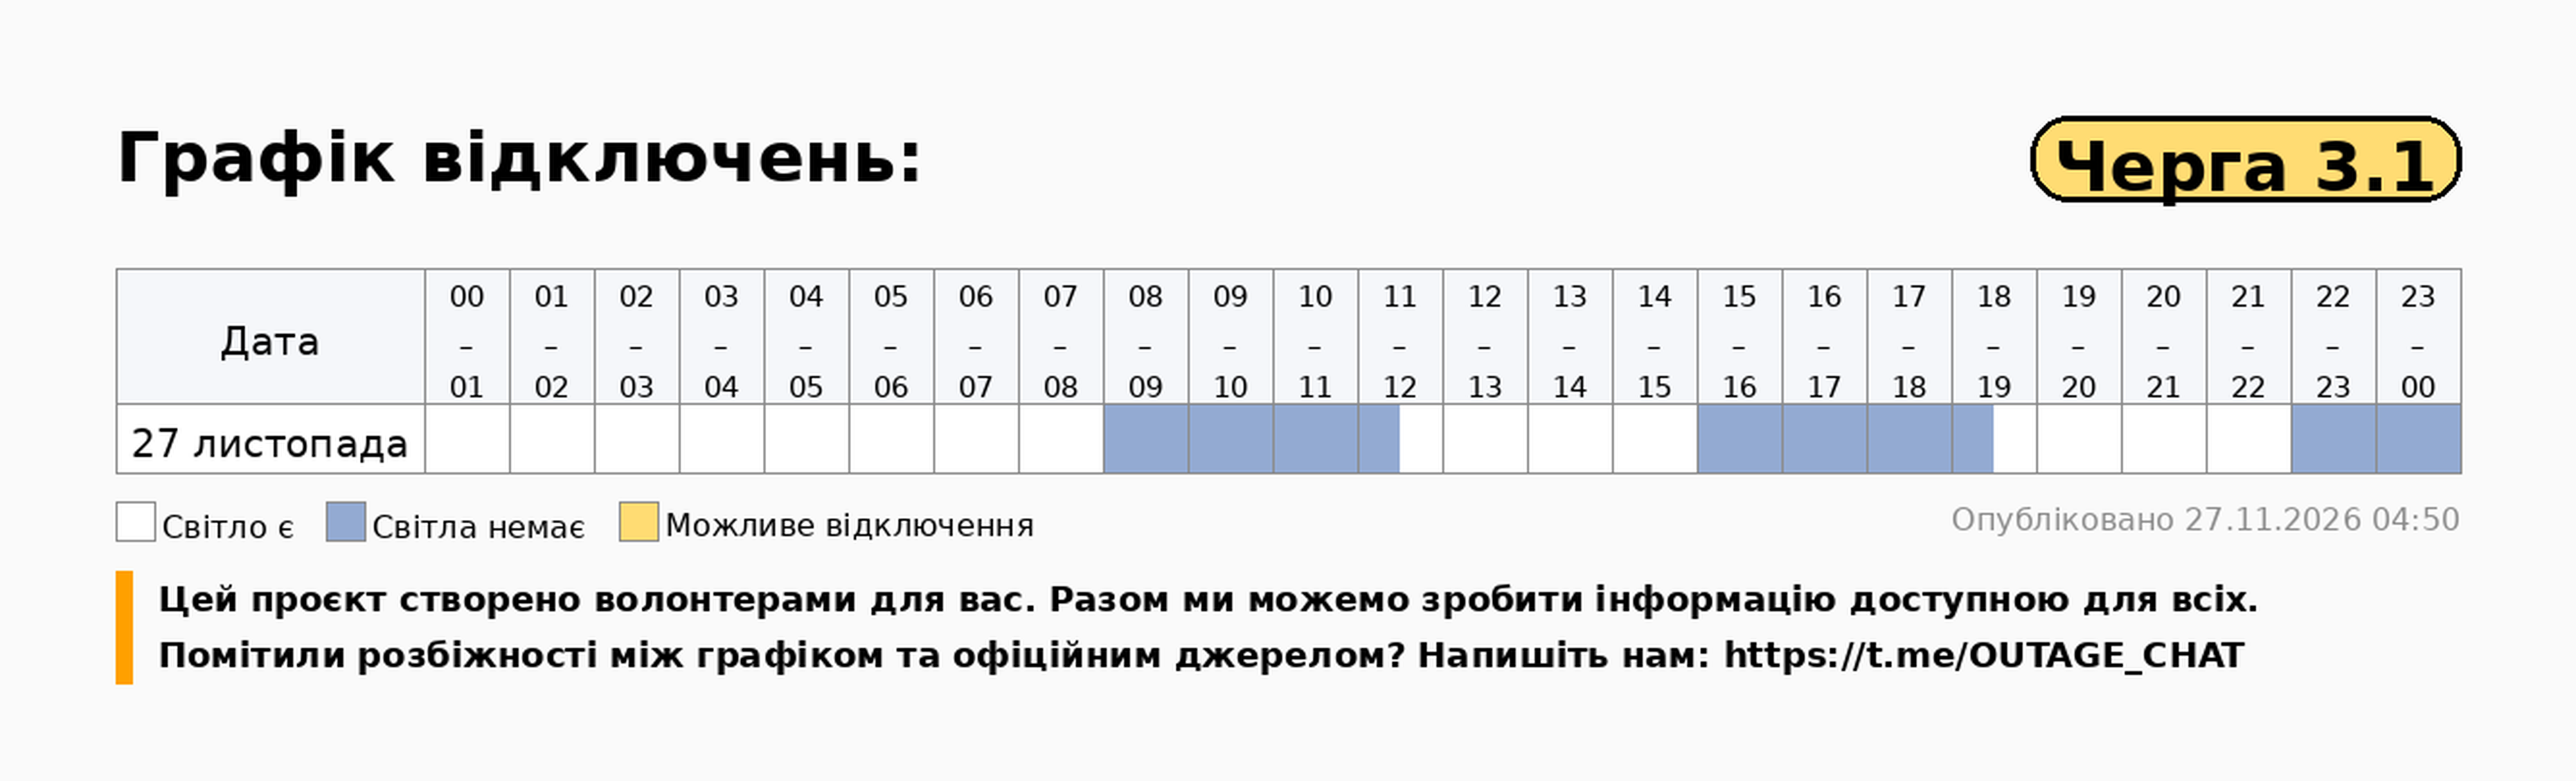 Графік відключень:
Черга 3.1
Дата
00 – 01
01 – 02
02 – 03
03 – 04
04 – 05
05 – 06
06 – 07
07 – 08
08 – 09
09 – 10
10 – 11
11 – 12
12 – 13
13 – 14
14 – 15
15 – 16
16 – 17
17 – 18
18 – 19
19 – 20
20 – 21
21 – 22
22 – 23
23 – 00
27 листопада
Світло є
Світла немає
Можливе відключення
Опубліковано 27.11.2026 04:50
Цей проєкт створено волонтерами для вас. Разом ми можемо зробити інформацію доступною для всіх.
Помітили розбіжності між графіком та офіційним джерелом? Напишіть нам: https://t.me/OUTAGE_CHAT